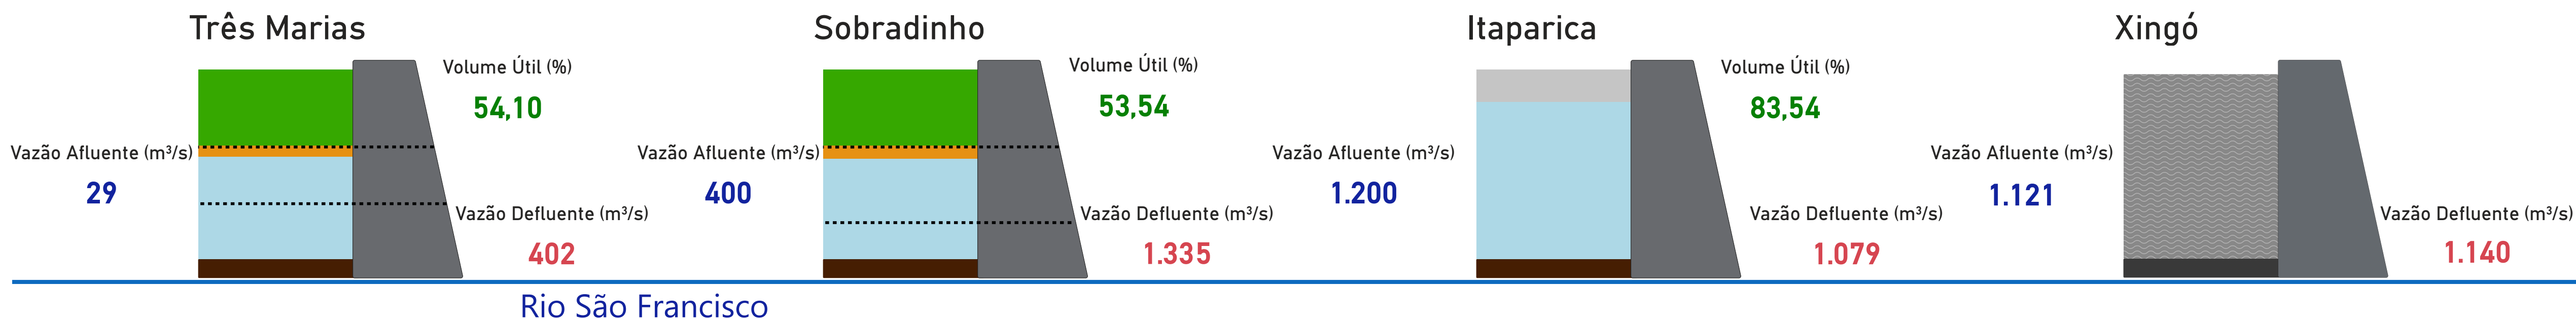 Três Marias
Volume Útil (%)
54,10
Vazão Afluente (m³/s)
29
Vazão Defluente (m³/s)
402
Sobradinho
Volume Útil (%)
53,54
Vazão Afluente (m³/s)
400
Vazão Defluente (m³/s)
1.335
Itaparica
Volume Útil (%)
83,54
Vazão Afluente (m³/s)
1.200
Vazão Defluente (m³/s)
1.079
Xingó
Vazão Afluente (m³/s)
1.121
Vazão Defluente (m³/s)
1.140
Rio São Francisco